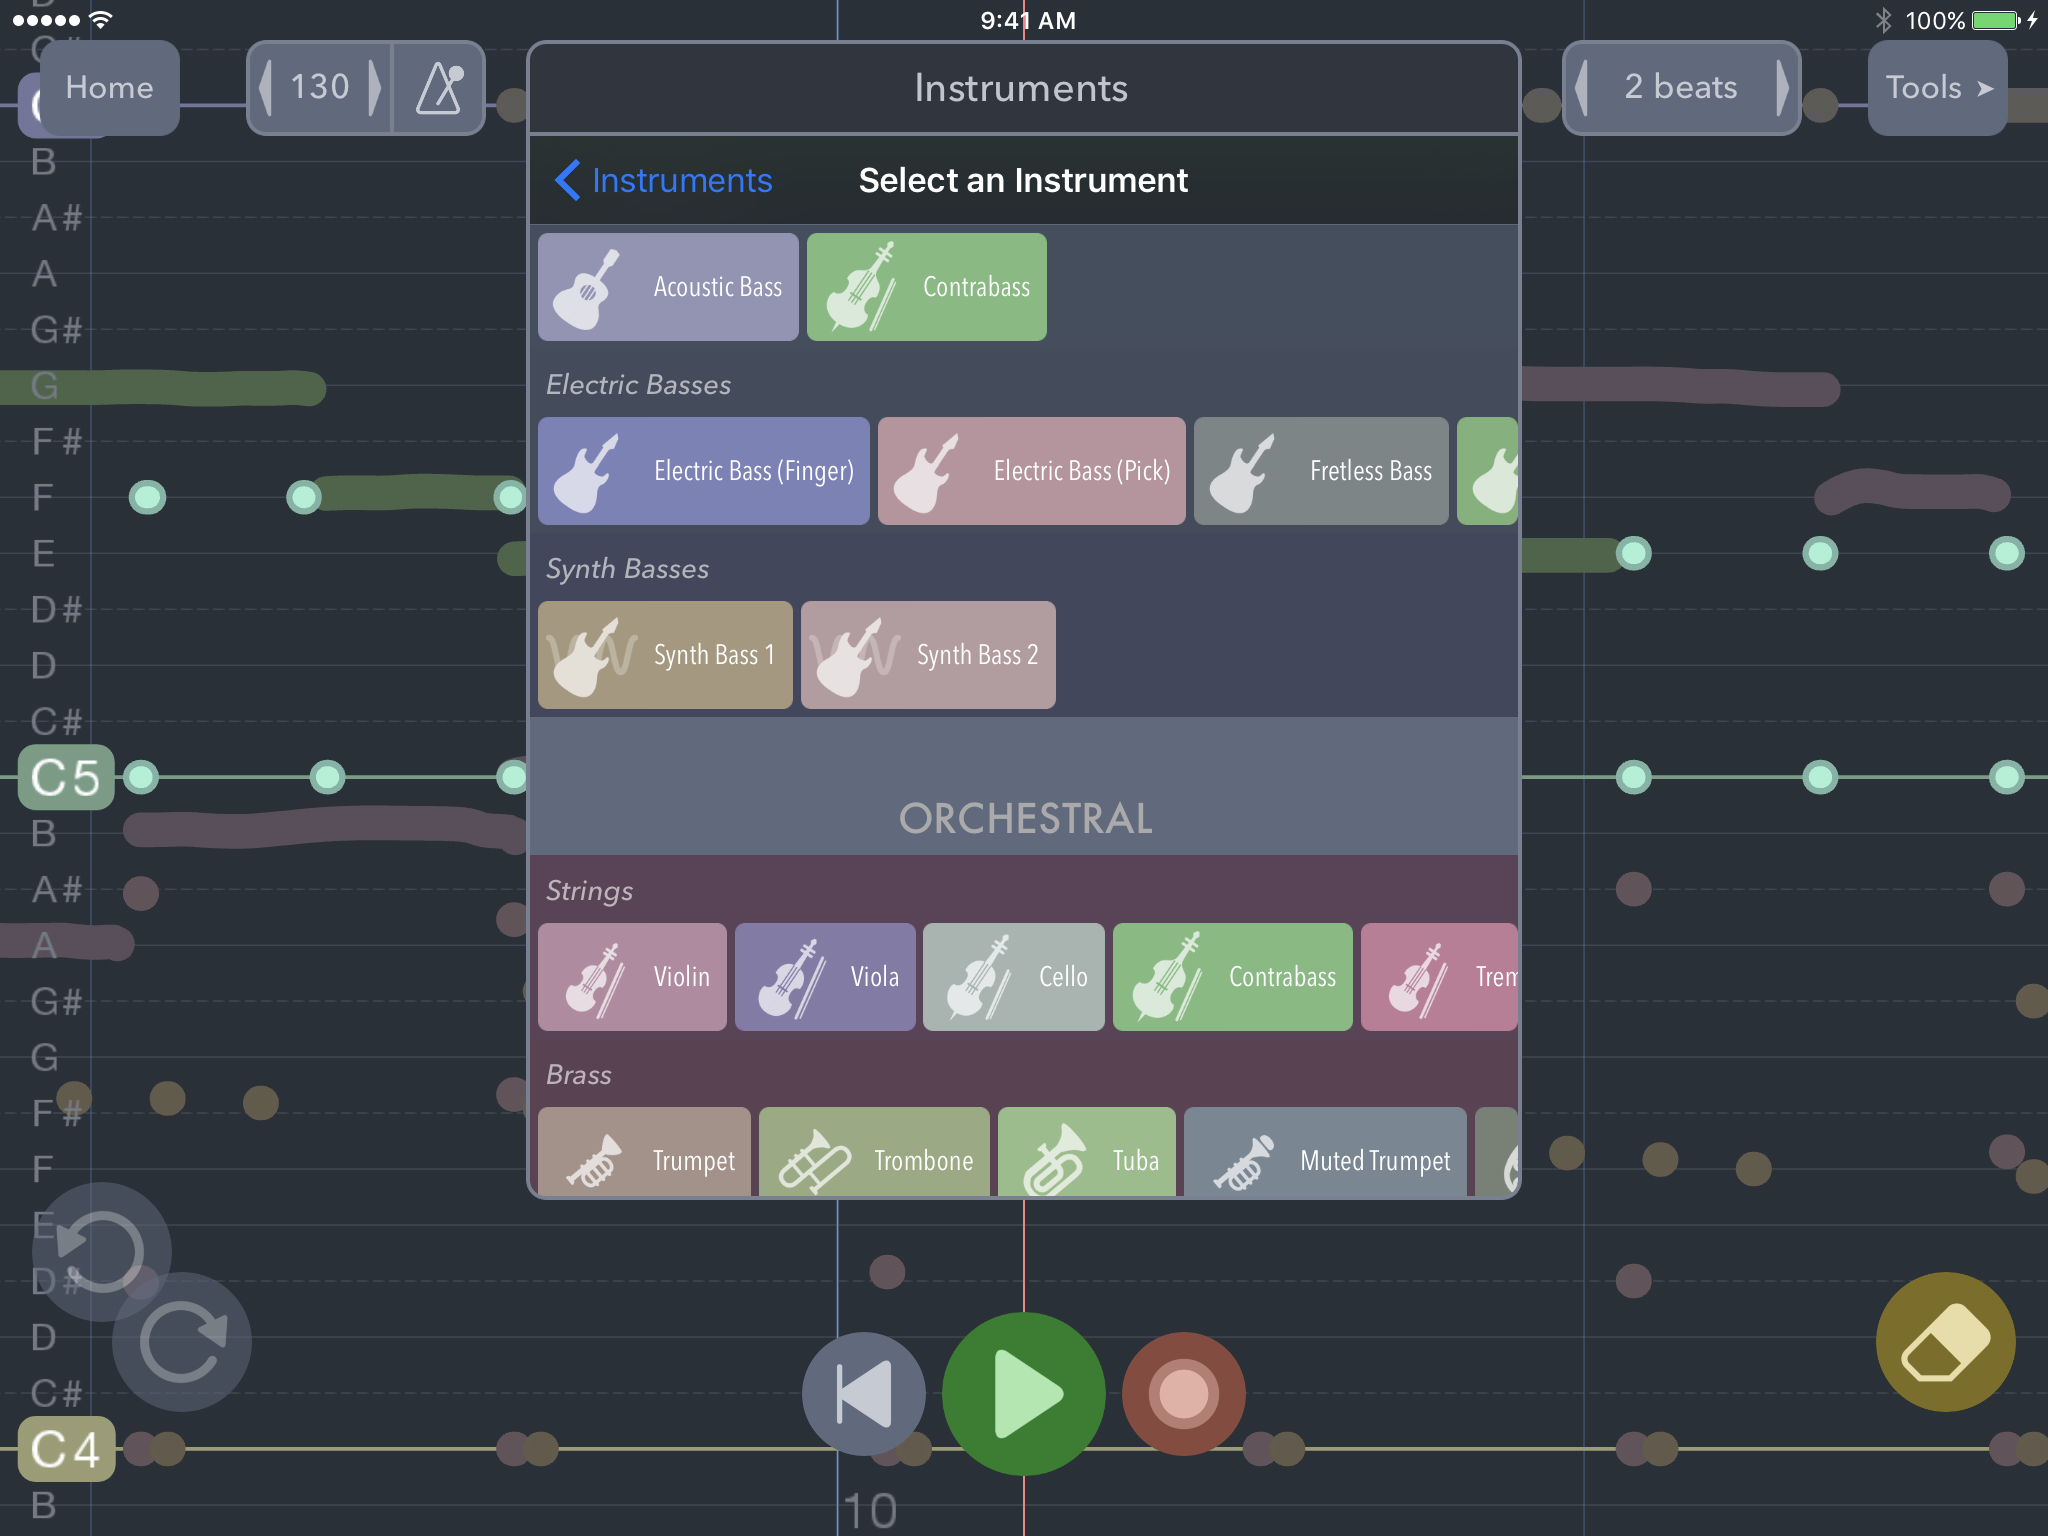 9:41 AM
100%
Home
130
Instruments
2 beats
Tools
Instruments
Select an Instrument
Acoustic Bass
Contrabass
Electric Basses
Electric Bass (Finger)
Electric Bass (Pick)
Fretless Bass
Synth Basses
Synth Bass 1
Synth Bass 2
ORCHESTRAL
Strings
Violin
Viola
Cello
Contrabass
Brass
Trumpet
Trombone
Tuba
Muted Trumpet
B
A#
A
G#
G
F#
F
E
D#
D
C#
C5
B
A#
A
G#
G
F#
F
E
D#
D
C#
C4
B
10